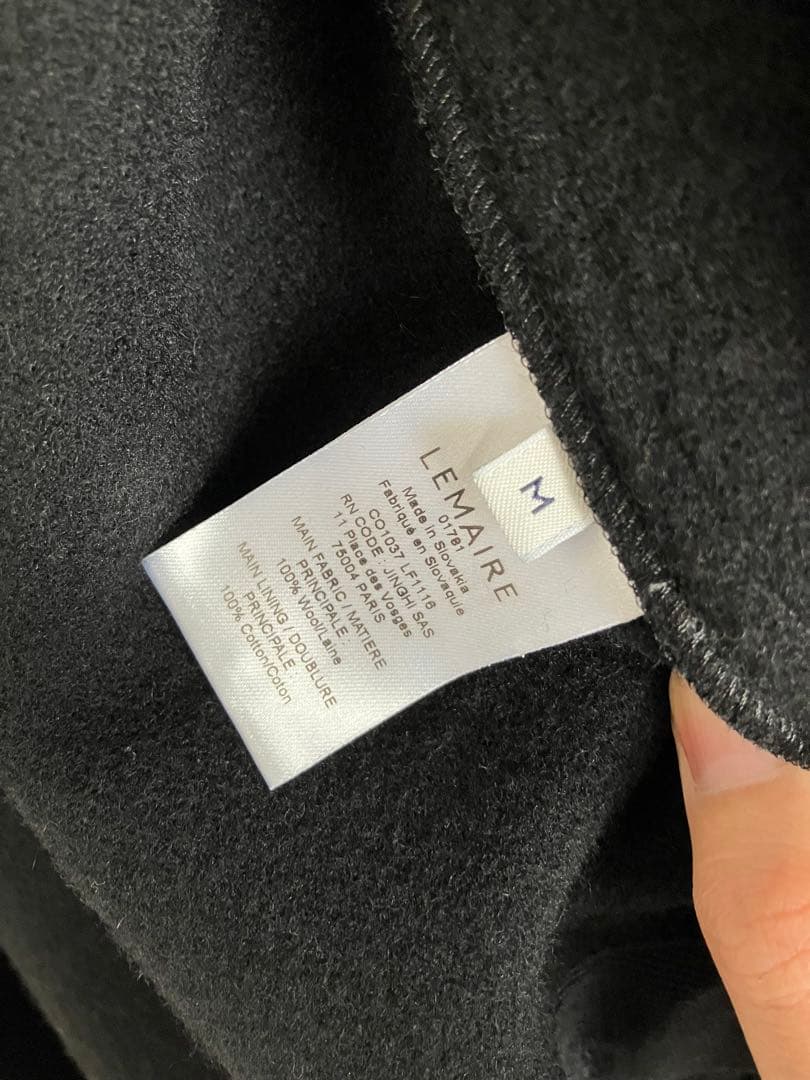 LEMAIRE
M
01781
Made in Slovakia
Fabriqué en Slovaquie
CO1037 LF1116
RN CODE : JINGHI SAS
11 Place des Vosges
75004 PARIS
MAIN FABRIC / MATIERE
PRINCIPALE
100% Wool/Laine
MAIN LINING / DOUBLURE
PRINCIPALE :
100% Cotton/Coton